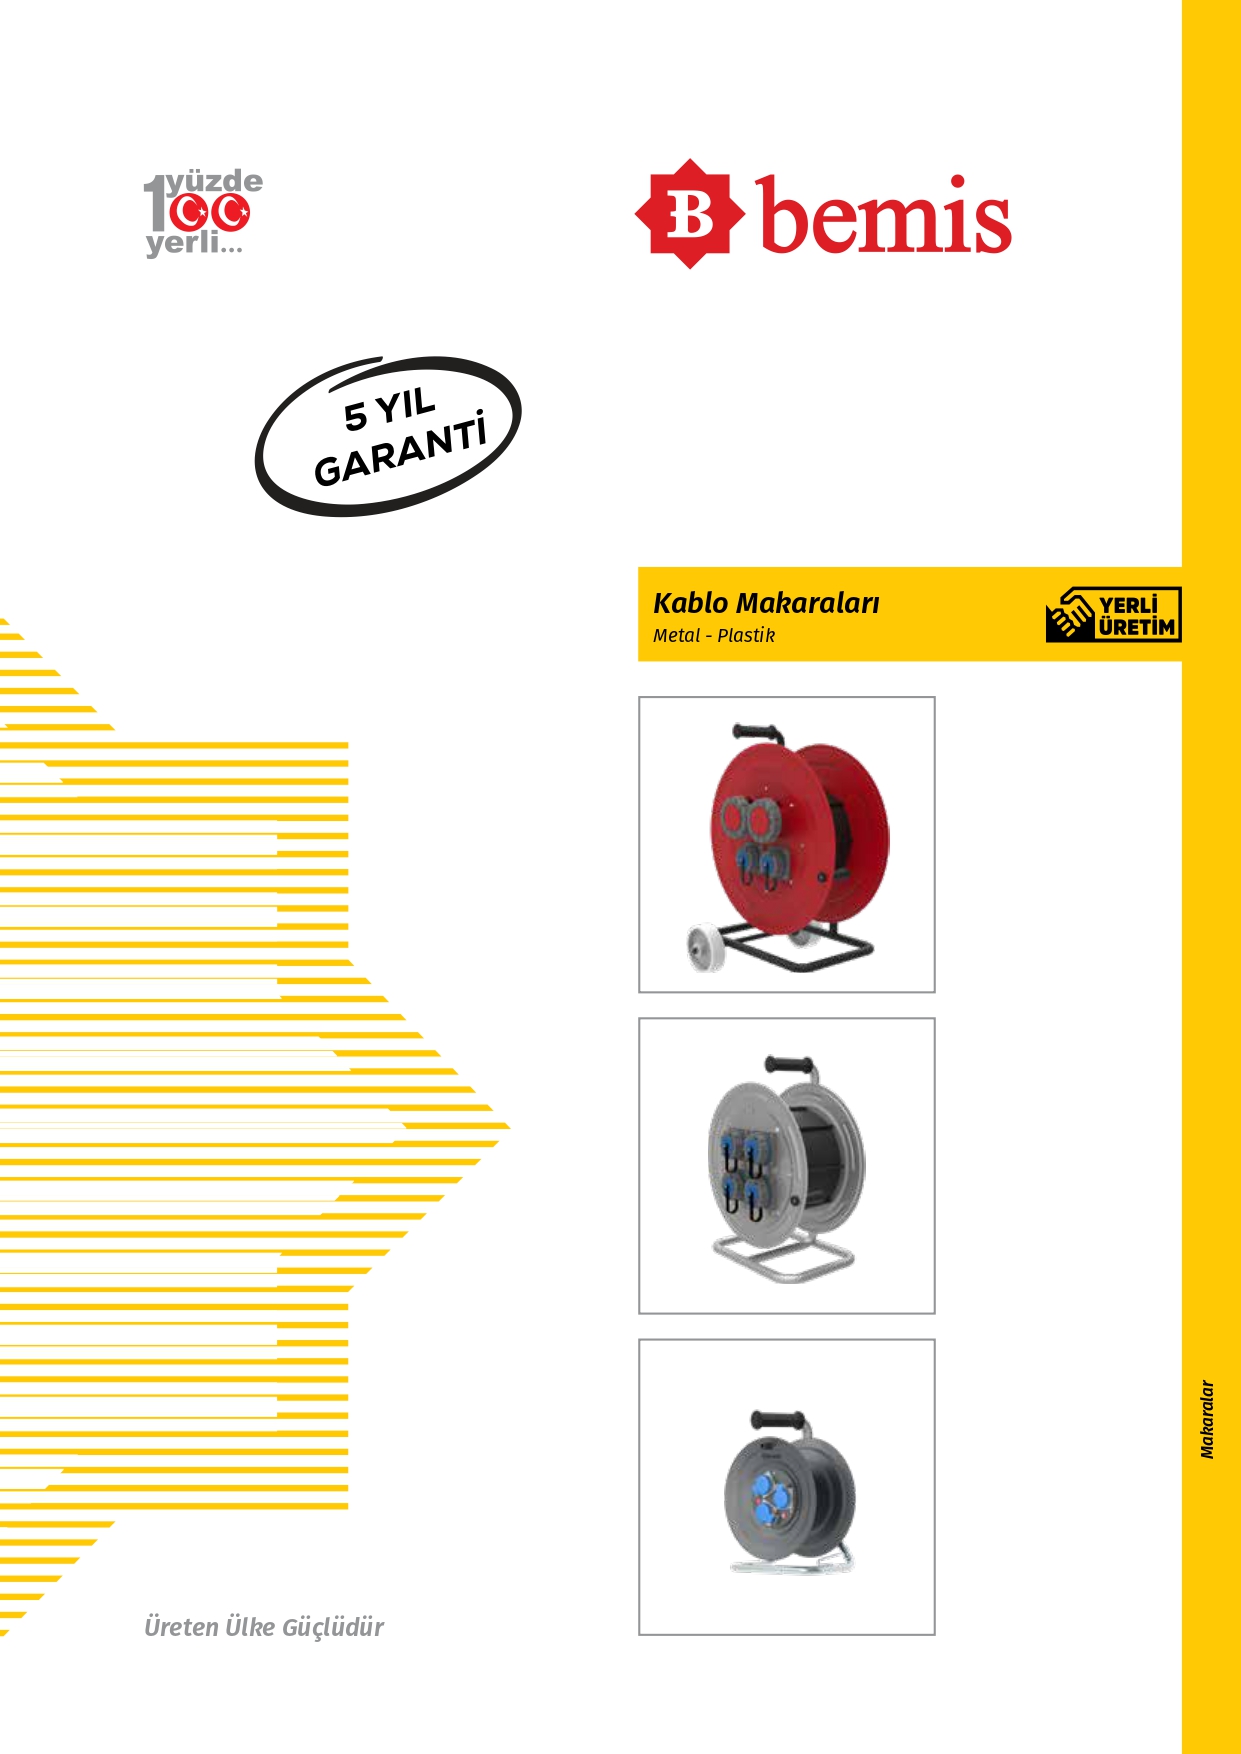 yüzde
100
yerli...
B bemis
5 YIL
GARANTİ
Kablo Makaraları
Metal - Plastik
YERLİ
ÜRETİM
Makaralar
Üreten Ülke Güçlüdür